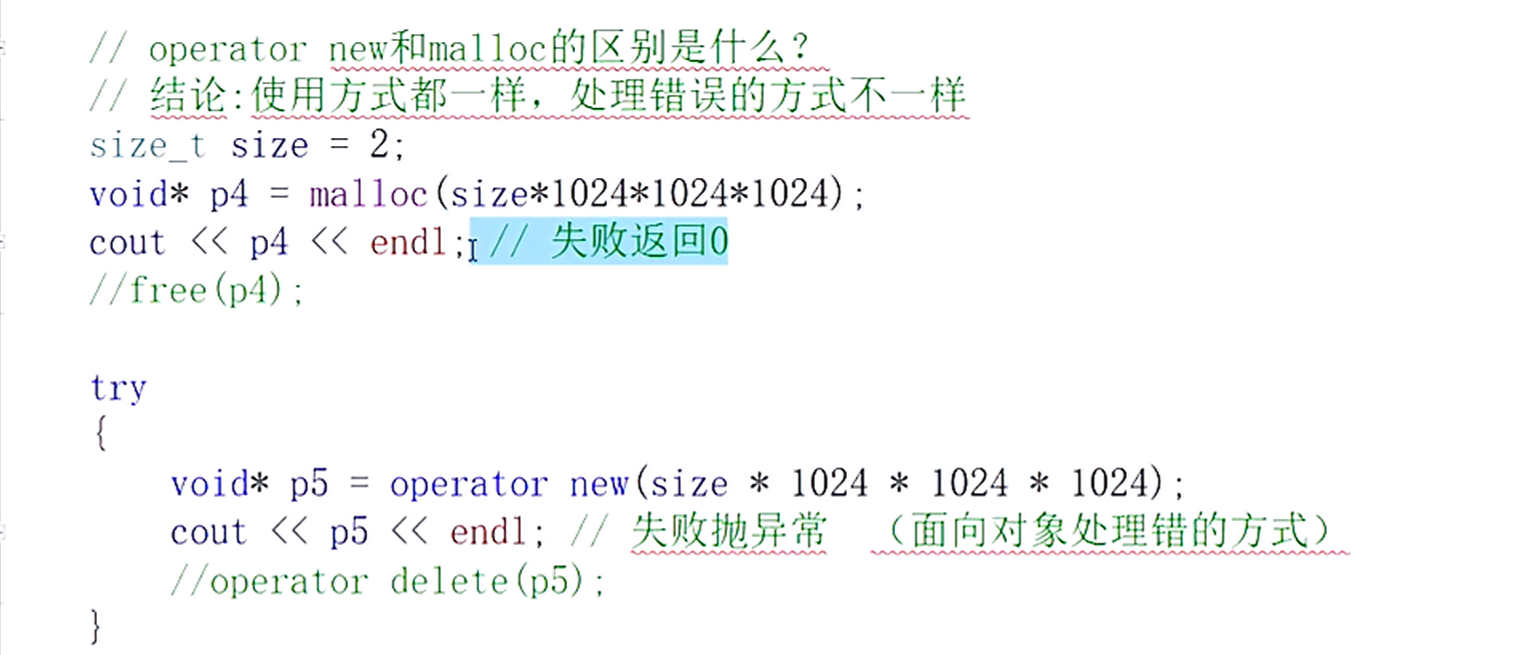 // operator new和malloc的区别是什么？
// 结论:使用方式都一样，处理错误的方式不一样
size_t size = 2;
void* p4 = malloc(size*1024*1024*1024);
cout << p4 << endl; // 失败返回0
//free(p4);
try
{
void* p5 = operator new(size * 1024 * 1024 * 1024);
cout << p5 << endl; // 失败抛异常 （面向对象处理错的方式）
//operator delete(p5);
}